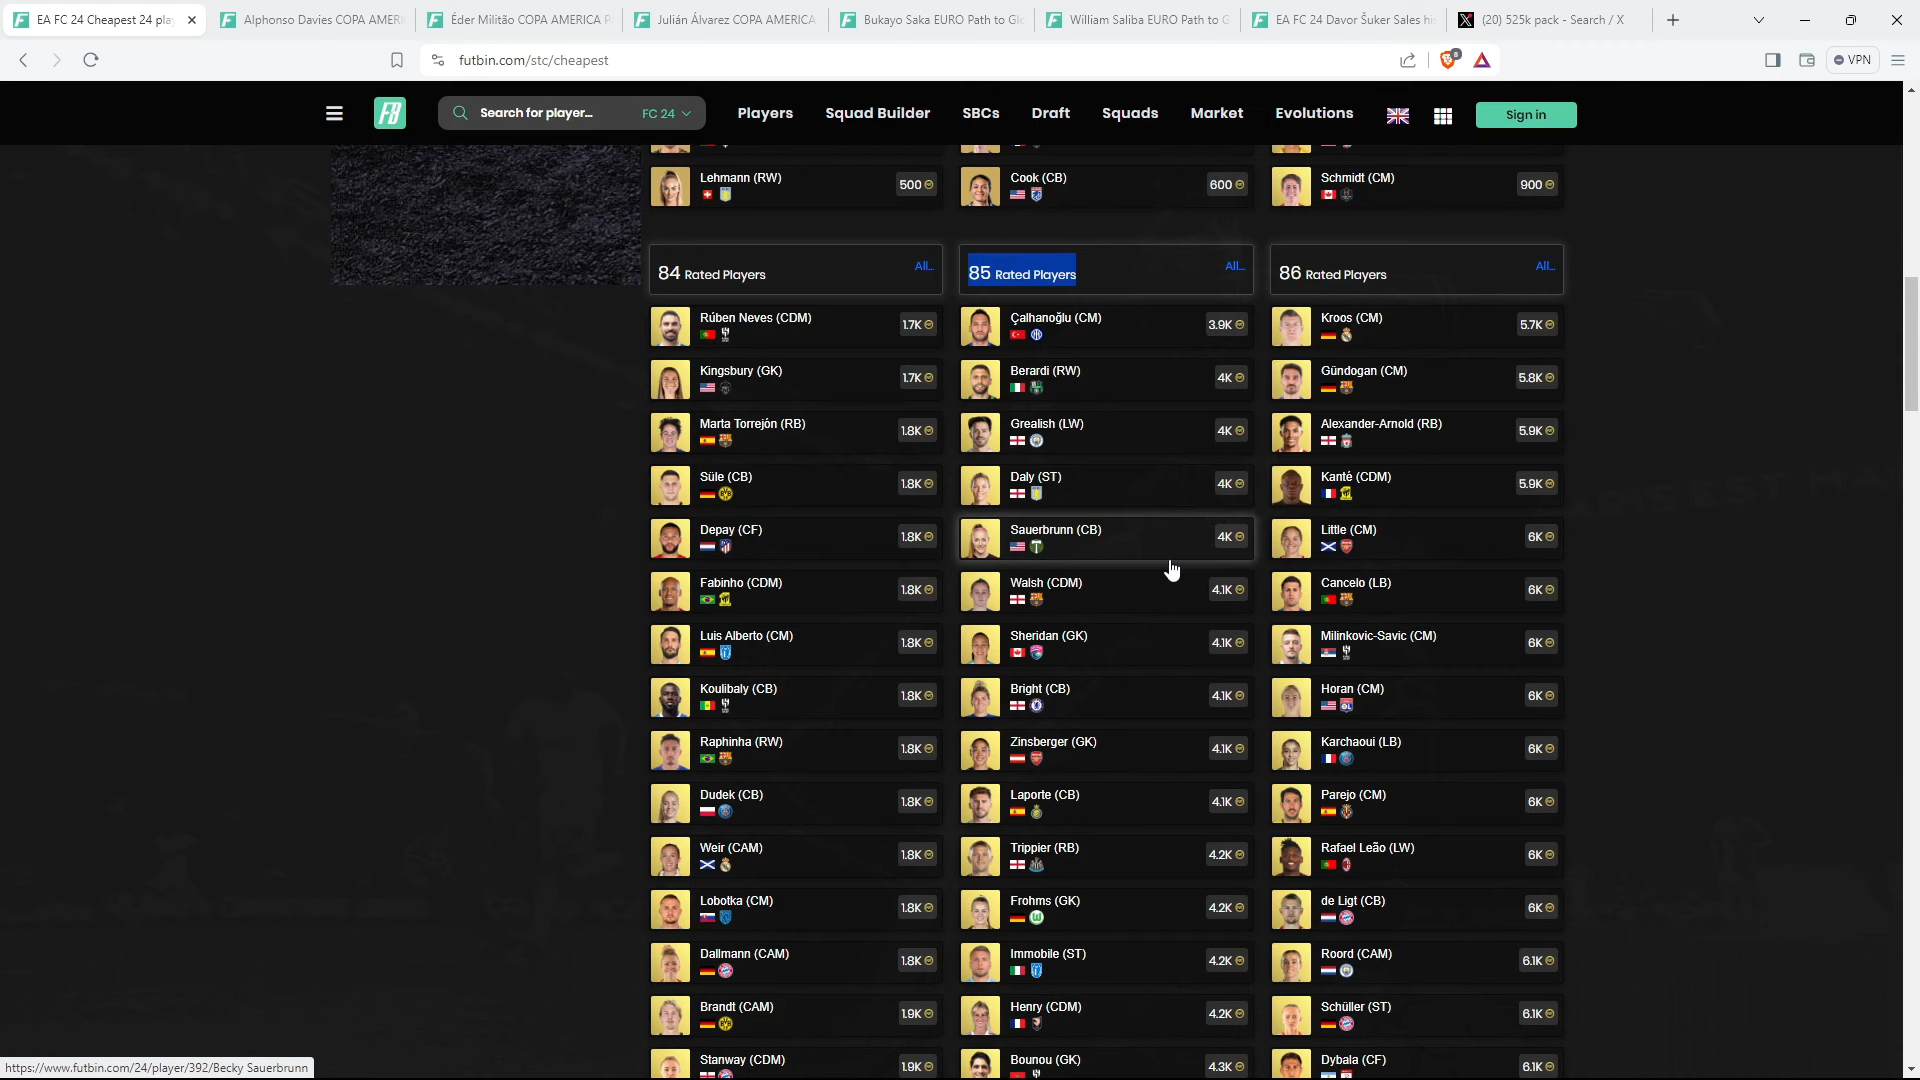 EA FC 24 Cheapest 24 pla
Alphonso Davies COPA AMERI
Éder Militão COPA AMERICA P
Julián Álvarez COPA AMERICA
Bukayo Saka EURO Path to Glo
William Saliba EURO Path to G
EA FC 24 Davor Šuker Sales his
(20) 525k pack - Search / X
futbin.com/stc/cheapest
8
VPN
FB
Search for player...
FC 24
Players
Squad Builder
SBCs
Draft
Squads
Market
Evolutions
Sign in
Lehmann (RW) 500
Cook (CB) 600
Schmidt (CM) 900
84 Rated Players All...
85 Rated Players All...
86 Rated Players All...
Rúben Neves (CDM) 1.7K
Çalhanoğlu (CM) 3.9K
Kroos (CM) 5.7K
Kingsbury (GK) 1.7K
Berardi (RW) 4K
Gündogan (CM) 5.8K
Marta Torrejón (RB) 1.8K
Grealish (LW) 4K
Alexander-Arnold (RB) 5.9K
Süle (CB) 1.8K
Daly (ST) 4K
Kanté (CDM) 5.9K
Depay (CF) 1.8K
Sauerbrunn (CB) 4K
Little (CM) 6K
Fabinho (CDM) 1.8K
Walsh (CDM) 4.1K
Cancelo (LB) 6K
Luis Alberto (CM) 1.8K
Sheridan (GK) 4.1K
Milinkovic-Savic (CM) 6K
Koulibaly (CB) 1.8K
Bright (CB) 4.1K
Horan (CM) 6K
Raphinha (RW) 1.8K
Zinsberger (GK) 4.1K
Karchaoui (LB) 6K
Dudek (CB) 1.8K
Laporte (CB) 4.1K
Parejo (CM) 6K
Weir (CAM) 1.8K
Trippier (RB) 4.2K
Rafael Leão (LW) 6K
Lobotka (CM) 1.8K
Frohms (GK) 4.2K
de Ligt (CB) 6K
Dallmann (CAM) 1.8K
Immobile (ST) 4.2K
Roord (CAM) 6.1K
Brandt (CAM) 1.9K
Henry (CDM) 4.2K
Schüller (ST) 6.1K
Stanway (CDM) 1.9K
Bounou (GK) 4.3K
Dybala (CF) 6.1K
https://www.futbin.com/24/player/392/Becky Sauerbrunn